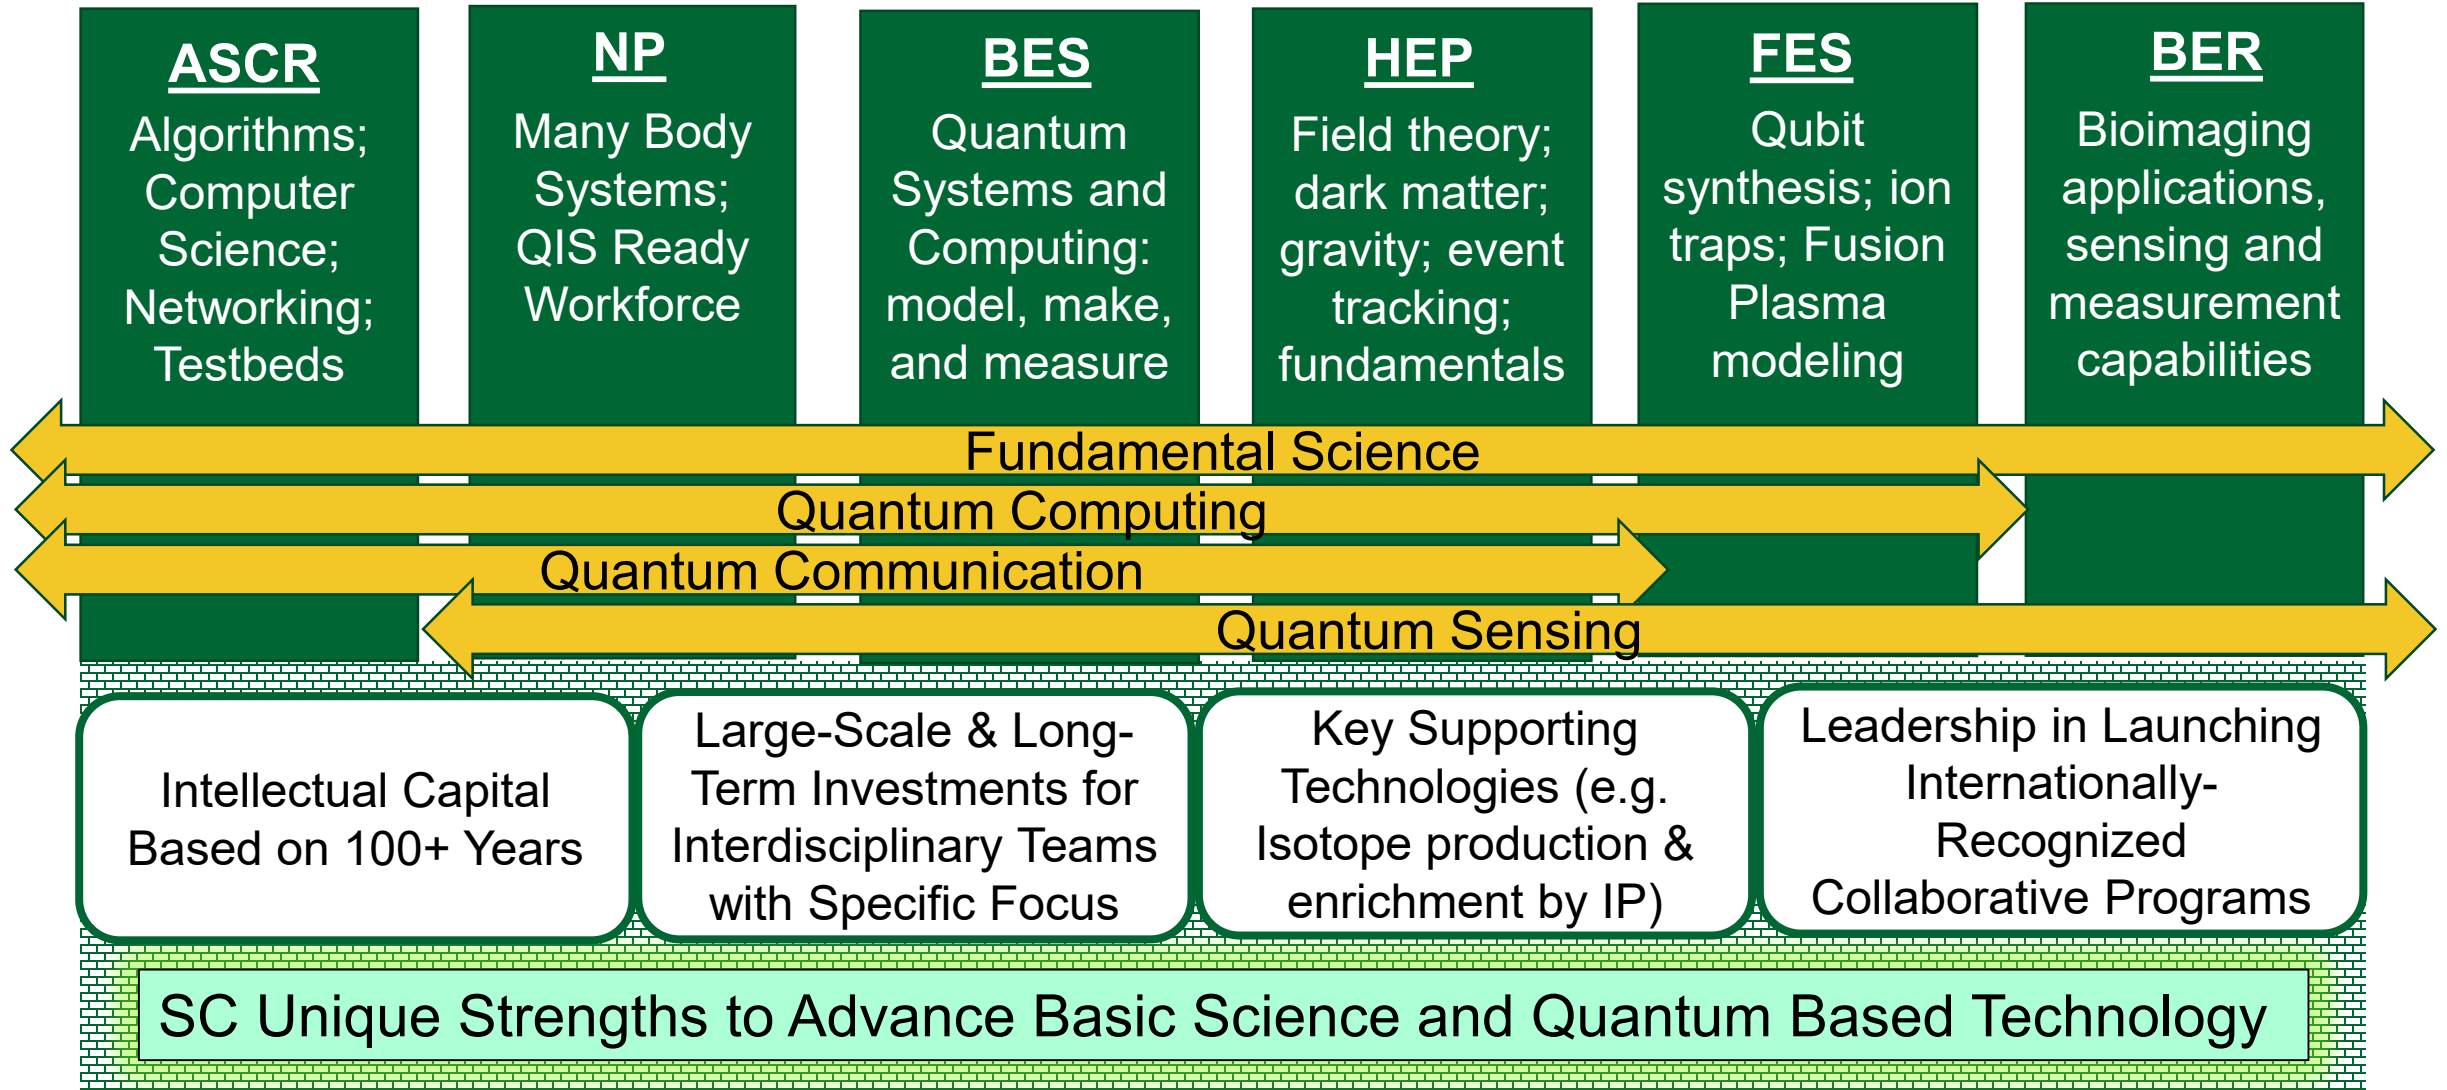 ASCR
Algorithms;
Computer
Science;
Networking;
Testbeds
NP
Many Body
Systems;
QIS Ready
Workforce
BES
Quantum
Systems and
Computing:
model, make,
and measure
HEP
Field theory;
dark matter;
gravity; event
tracking;
fundamentals
FES
Qubit
synthesis; ion
traps; Fusion
Plasma
modeling
BER
Bioimaging
applications,
sensing and
measurement
capabilities
Fundamental Science
Quantum Computing
Quantum Communication
Quantum Sensing
Intellectual Capital
Based on 100+ Years
Large-Scale & Long-
Term Investments for
Interdisciplinary Teams
with Specific Focus
Key Supporting
Technologies (e.g.
Isotope production &
enrichment by IP)
Leadership in Launching
Internationally-
Recognized
Collaborative Programs
SC Unique Strengths to Advance Basic Science and Quantum Based Technology